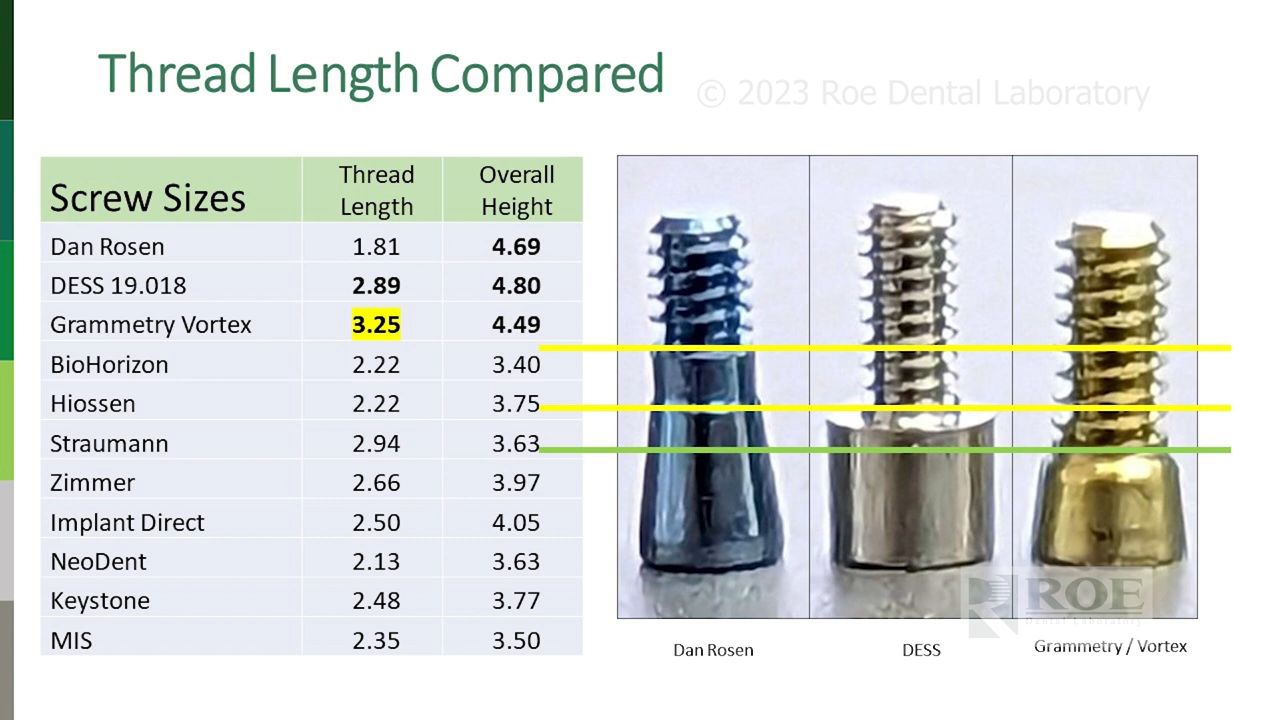 Thread Length Compared
© 2023 Roe Dental Laboratory
Screw Sizes Thread Length Overall Height
Dan Rosen 1.81 4.69
DESS 19.018 2.89 4.80
Grammetry Vortex 3.25 4.49
BioHorizon 2.22 3.40
Hiossen 2.22 3.75
Straumann 2.94 3.63
Zimmer 2.66 3.97
Implant Direct 2.50 4.05
NeoDent 2.13 3.63
Keystone 2.48 3.77
MIS 2.35 3.50
ROE
Dental Laboratory
Dan Rosen DESS Grammetry / Vortex